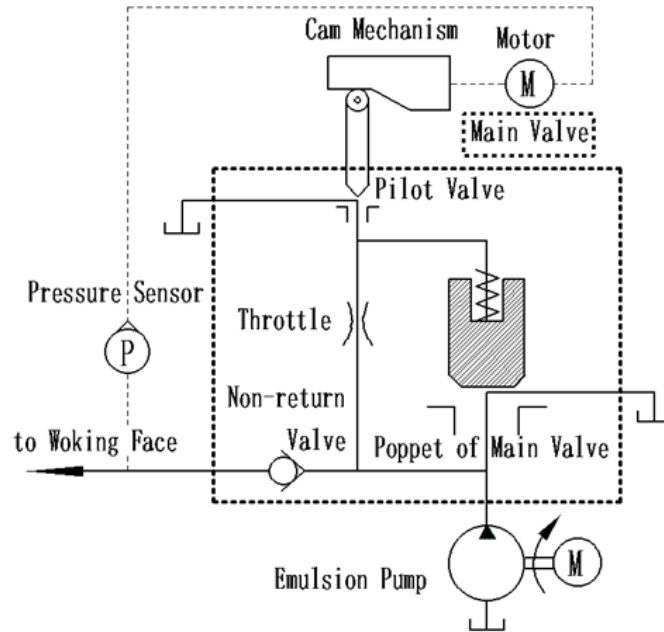 Cam Mechanism
Motor
M
Main Valve
Pilot Valve
Pressure Sensor
Throttle
P
Non-return
Valve
to Woking Face
Poppet of Main Valve
Emulsion Pump
M